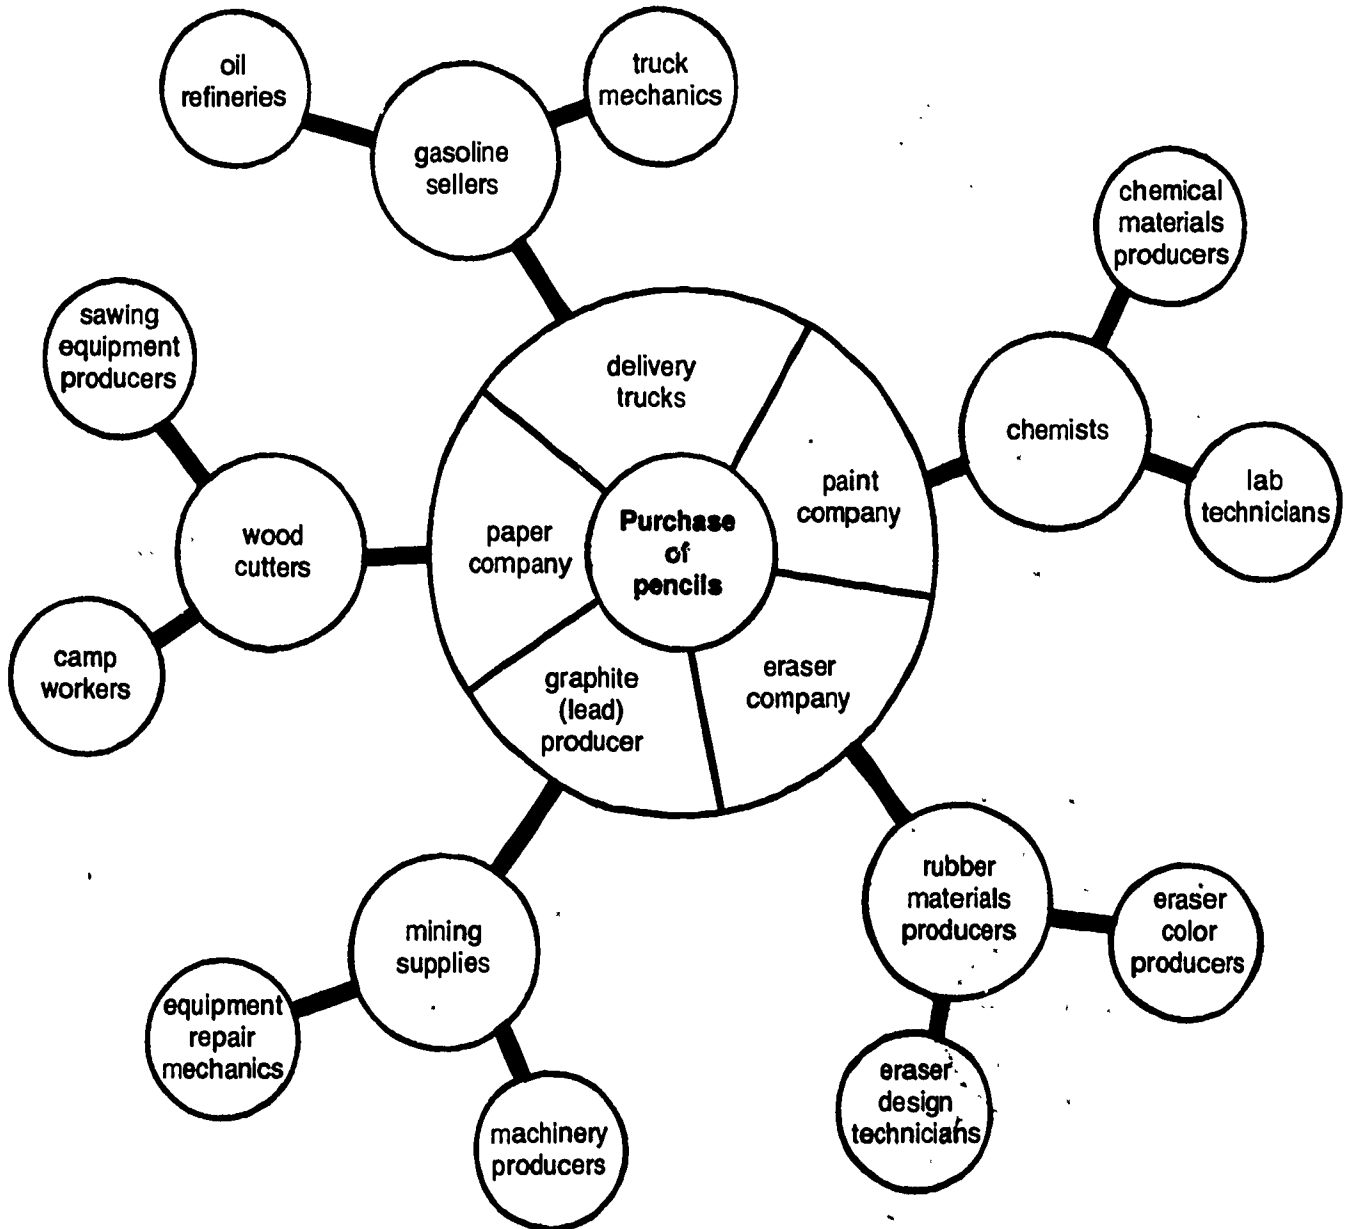 oil
refineries
truck
mechanics
gasoline
sellers
chemical
materials
producers
sawing
equipment
producers
delivery
trucks
chemists
paint
company
lab
technicians
Purchase
of
pencils
paper
company
wood
cutters
camp
workers
graphite
(lead)
producer
eraser
company
rubber
materials
producers
eraser
color
producers
mining
supplies
equipment
repair
mechanics
eraser
design
technicians
machinery
producers